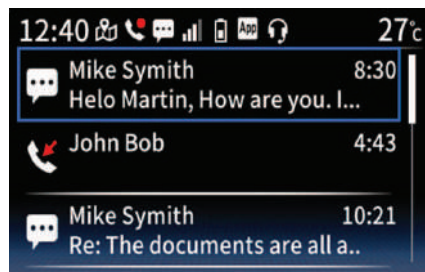 12:40 App 27°c
Mike Symith 8:30
Helo Martin, How are you. I...
John Bob 4:43
Mike Symith 10:21
Re: The documents are all a..